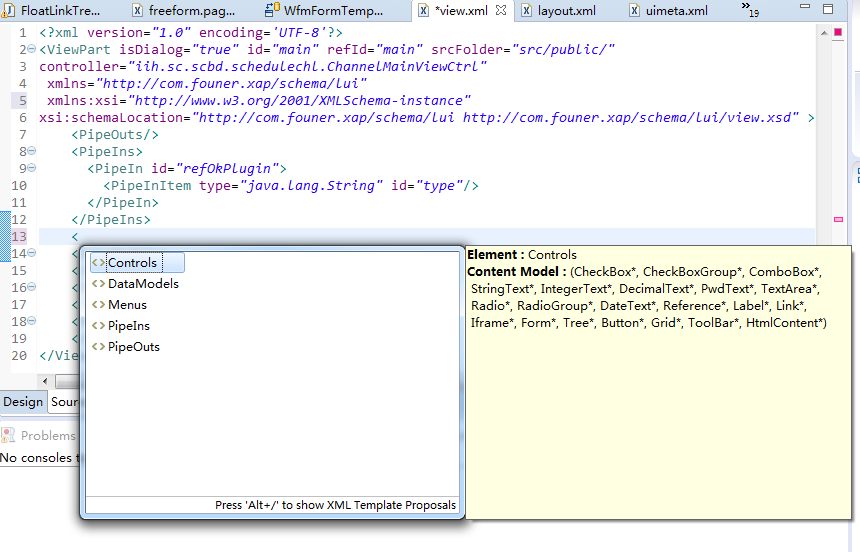 FloatLinkTre... freeform.pag... WfmFormTemp... *view.xml layout.xml uimeta.xml »19
1 <?xml version="1.0" encoding='UTF-8'?>
2 <ViewPart isDialog="true" id="main" refId="main" srcFolder="src/public/"
3 controller="iih.sc.scbd.schedulechl.ChannelMainViewCtrl"
4 xmlns="http://com.founer.xap/schema/lui"
5 xmlns:xsi="http://www.w3.org/2001/XMLSchema-instance"
6 xsi:schemaLocation="http://com.founer.xap/schema/lui http://com.founer.xap/schema/lui/view.xsd" >
7 <PipeOuts/>
8 <PipeIns>
9 <PipeIn id="refOkPlugin">
10 <PipeInItem type="java.lang.String" id="type"/>
11 </PipeIn>
12 </PipeIns>
13 <
14 <
15 <
16 <
17 <
18 <
19 <
20 </Vie
<> Controls
<> DataModels
<> Menus
<> PipeIns
<> PipeOuts
Press 'Alt+/' to show XML Template Proposals
Element : Controls
Content Model : (CheckBox*, CheckBoxGroup*, ComboBox*,
StringText*, IntegerText*, DecimalText*, PwdText*, TextArea*,
Radio*, RadioGroup*, DateText*, Reference*, Label*, Link*,
Iframe*, Form*, Tree*, Button*, Grid*, ToolBar*, HtmlContent*)
Design Sour
Problems
No consoles t